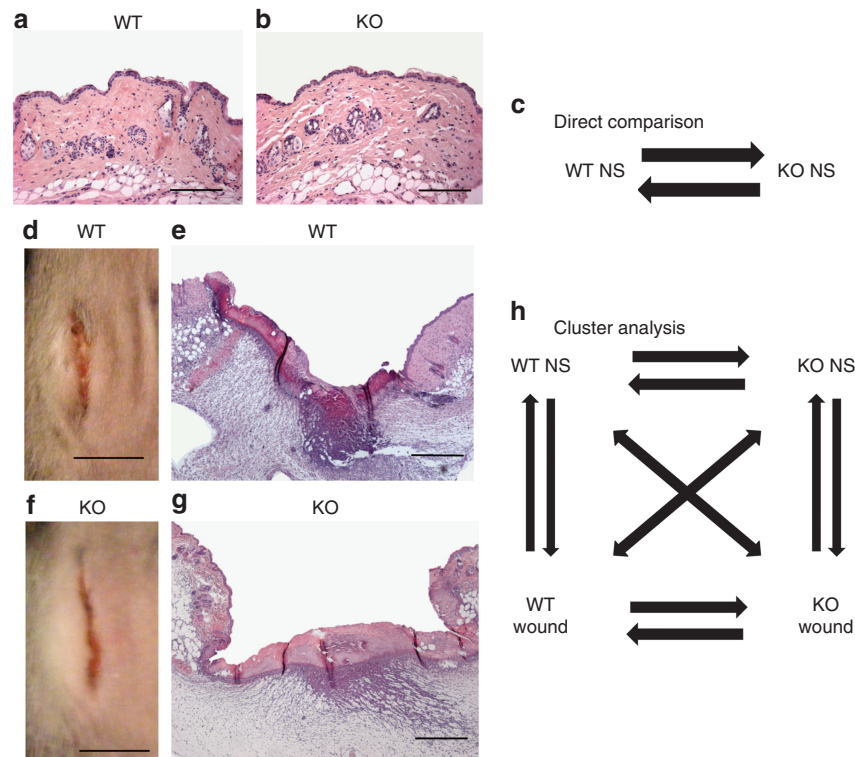 a WT
b KO
c Direct comparison
WT NS KO NS
d WT
e WT
f KO
g KO
h Cluster analysis
WT NS KO NS
WT wound
KO wound